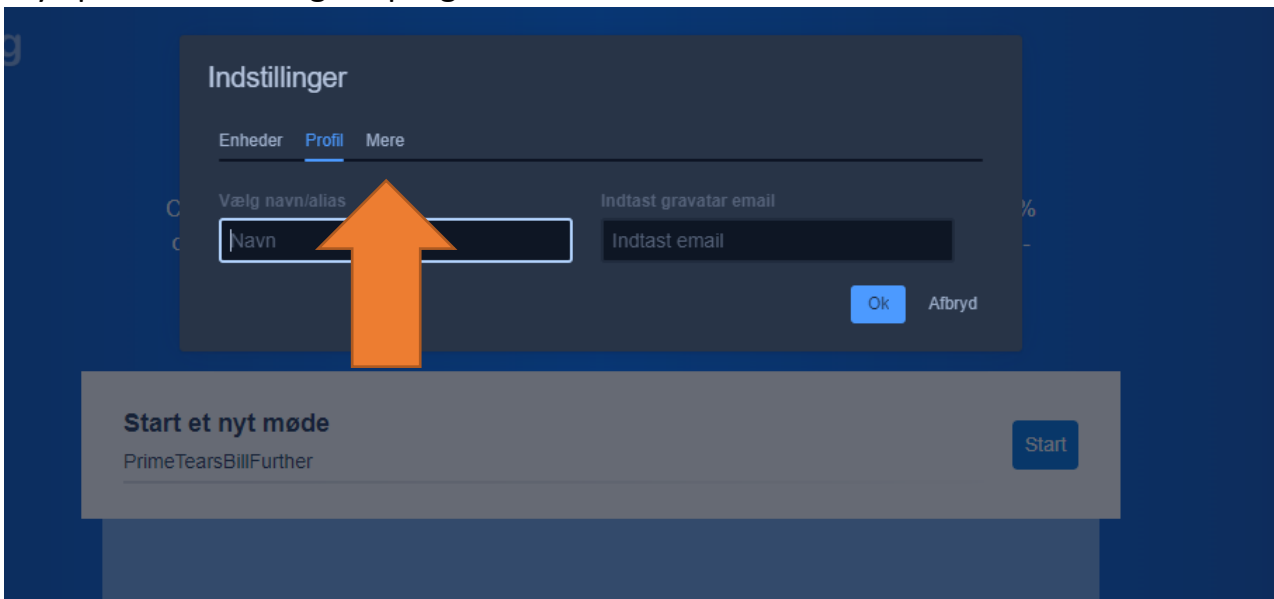 g
Indstillinger
Enheder Profil Mere
Vælg navn/alias Indtast gravatar email
Navn Indtast email
Ok Afbryd
Start et nyt møde
PrimeTearsBillFurther
Start